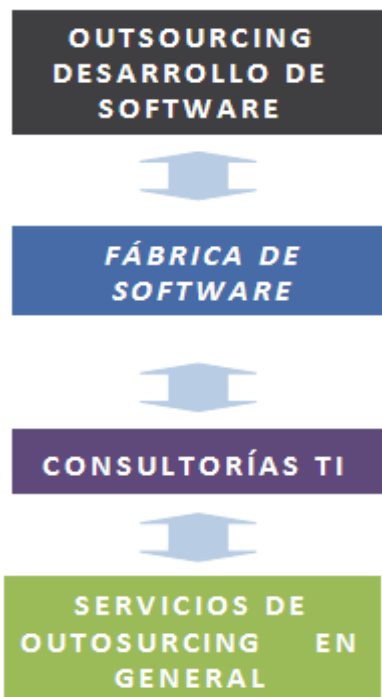 OUTSOURCING
DESARROLLO DE
SOFTWARE
FÁBRICA DE
SOFTWARE
CONSULTORÍAS TI
SERVICIOS DE
OUTOSURCING EN
GENERAL